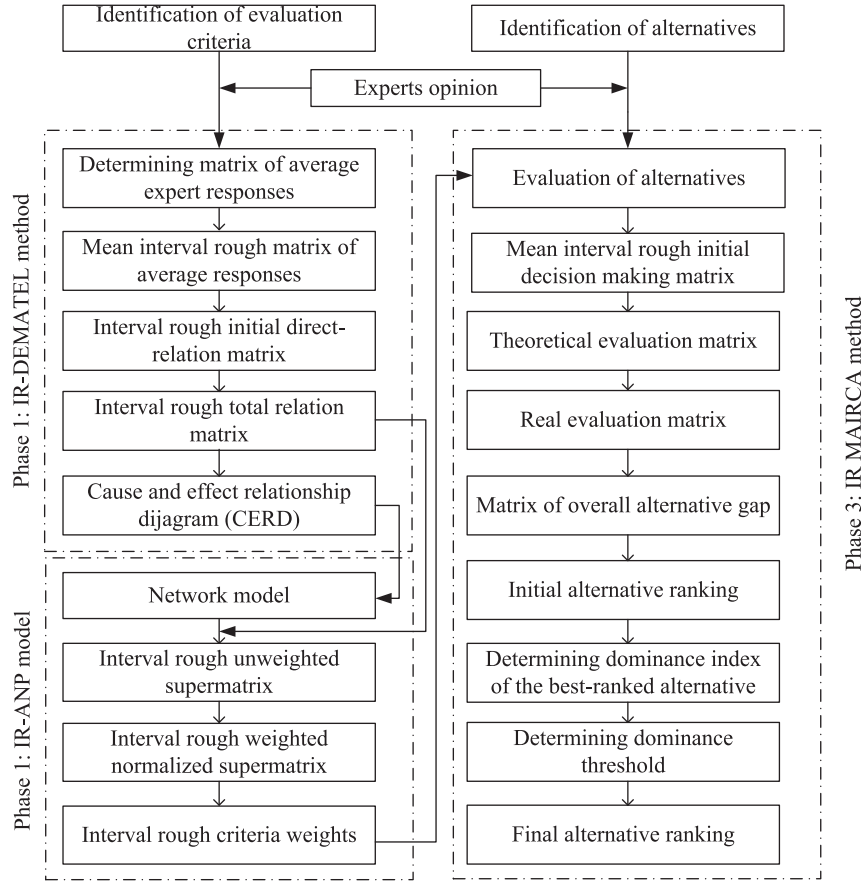 Identification of evaluation
criteria
Identification of alternatives
Experts opinion
Phase 1: IR-DEMATEL method
Determining matrix of average
expert responses
Mean interval rough matrix of
average responses
Interval rough initial direct-
relation matrix
Interval rough total relation
matrix
Cause and effect relationship
dijagram (CERD)
Phase 1: IR-ANP model
Network model
Interval rough unweighted
supermatrix
Interval rough weighted
normalized supermatrix
Interval rough criteria weights
Phase 3: IR MAIRCA method
Evaluation of alternatives
Mean interval rough initial
decision making matrix
Theoretical evaluation matrix
Real evaluation matrix
Matrix of overall alternative gap
Initial alternative ranking
Determining dominance index
of the best-ranked alternative
Determining dominance
threshold
Final alternative ranking